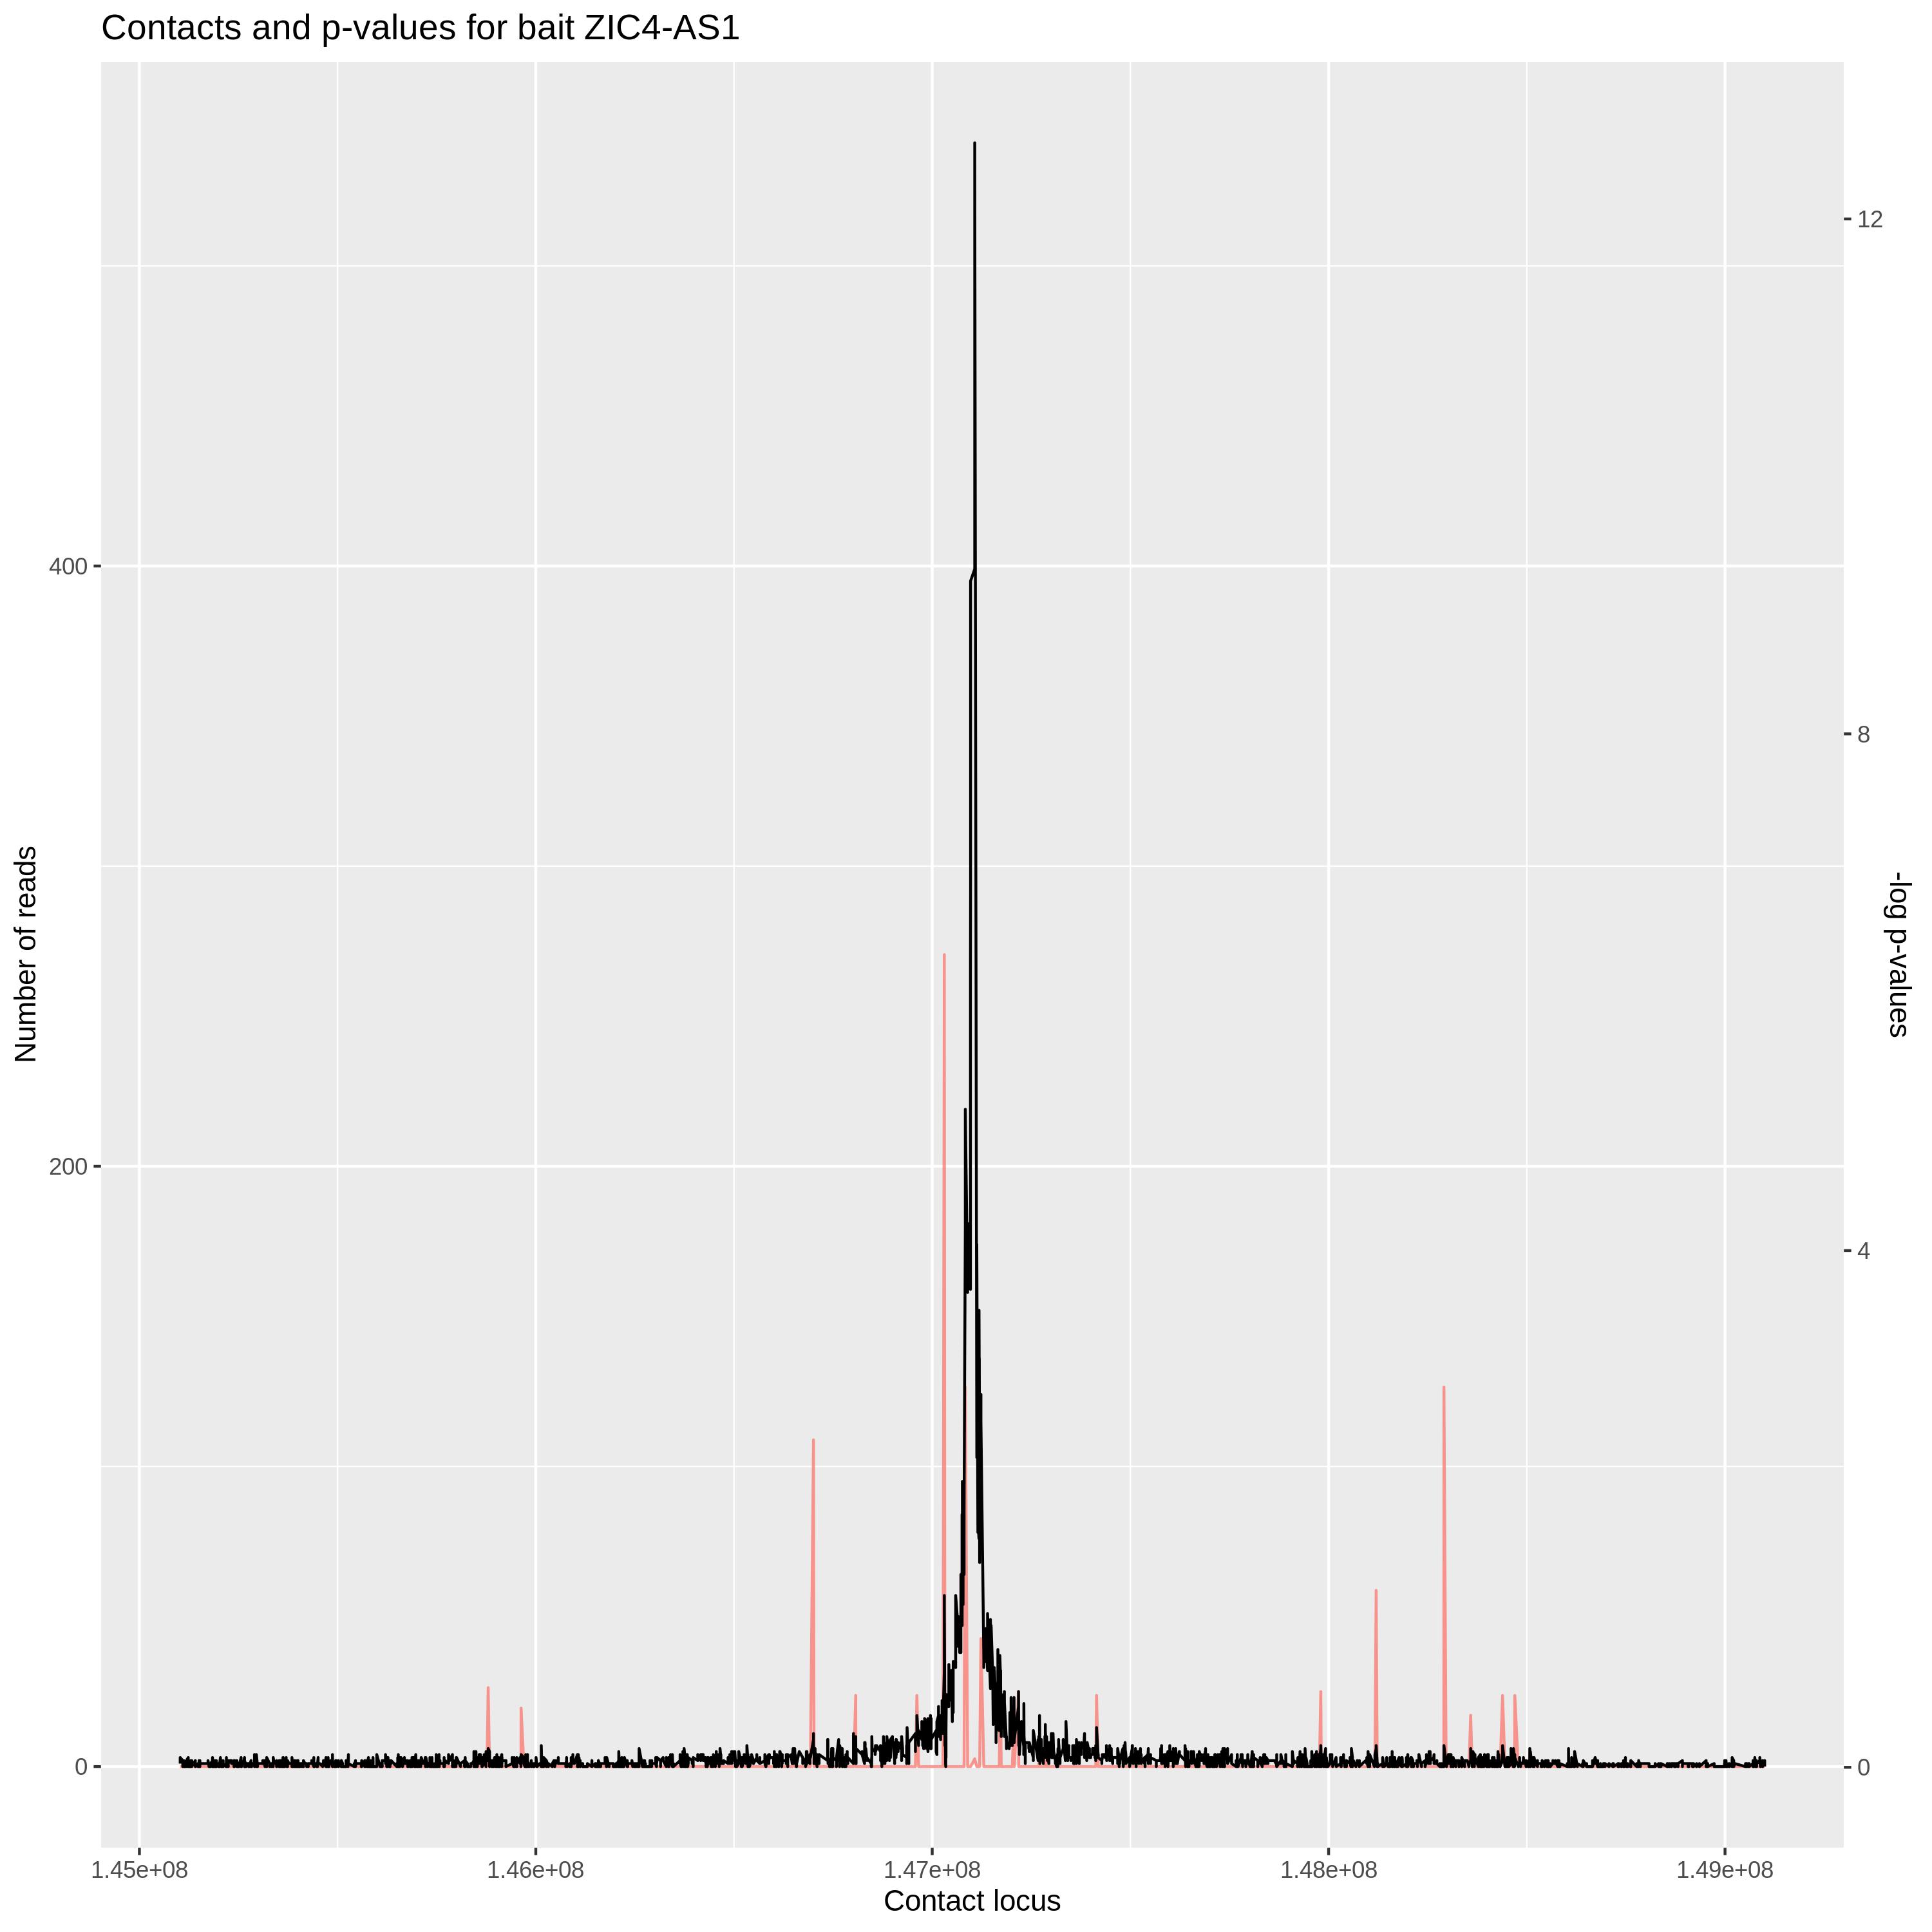 Contacts and p-values for bait ZIC4-AS1
12
400
8
Number of reads
-log p-values
200
4
0
0
1.45e+08
1.46e+08
1.47e+08
1.48e+08
1.49e+08
Contact locus